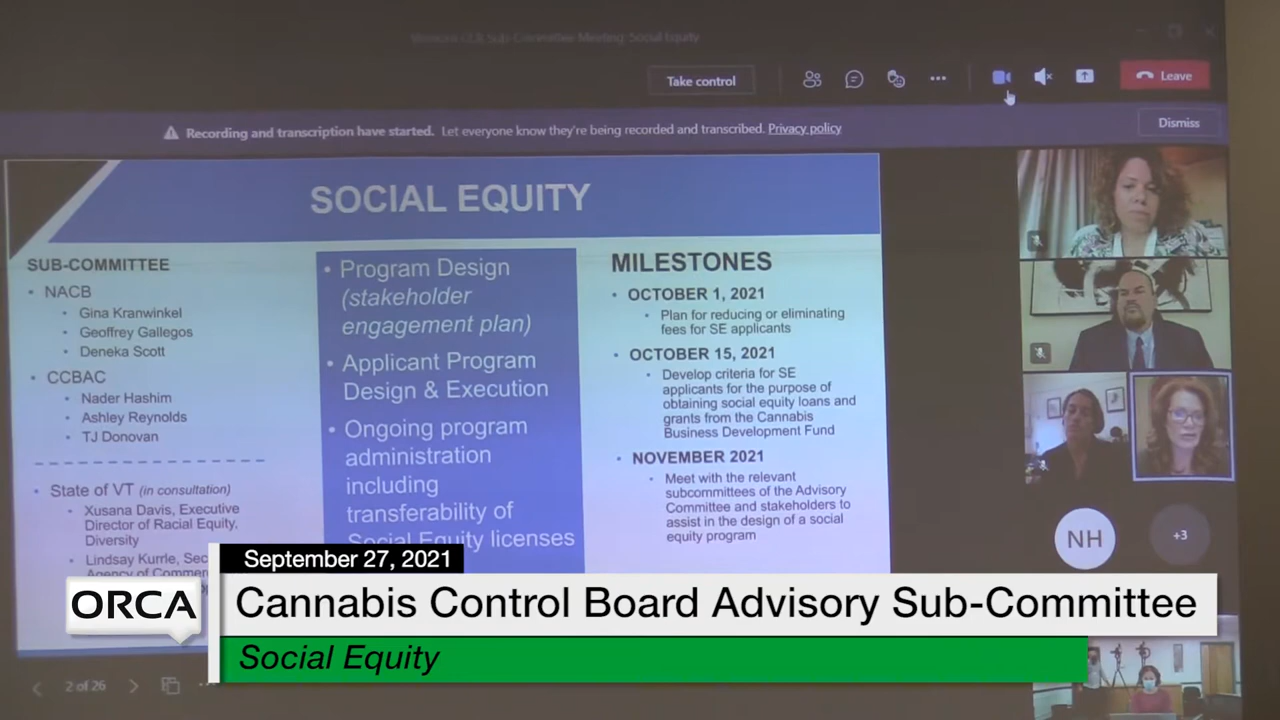 Vermont CCB Sub-Committee Meeting: Social Equity
Take control
Leave
Recording and transcription have started. Let everyone know they're being recorded and transcribed. Privacy policy
Dismiss
SOCIAL EQUITY
SUB-COMMITTEE
• NACB
• Gina Kranwinkel
• Geoffrey Gallegos
• Deneka Scott
• CCBAC
• Nader Hashim
• Ashley Reynolds
• TJ Donovan
• State of VT (in consultation)
• Xusana Davis, Executive
Director of Racial Equity,
Diversity
• Lindsay Kurrle, Sec
Agency of Commer
• Program Design
(stakeholder
engagement plan)
• Applicant Program
Design & Execution
• Ongoing program
administration
including
transferability of
Social Equity licenses
MILESTONES
• OCTOBER 1, 2021
• Plan for reducing or eliminating
fees for SE applicants
• OCTOBER 15, 2021
• Develop criteria for SE
applicants for the purpose of
obtaining social equity loans and
grants from the Cannabis
Business Development Fund
• NOVEMBER 2021
• Meet with the relevant
subcommittees of the Advisory
Committee and stakeholders to
assist in the design of a social
equity program
NH
+3
September 27, 2021
ORCA
Cannabis Control Board Advisory Sub-Committee
Social Equity
2 of 26